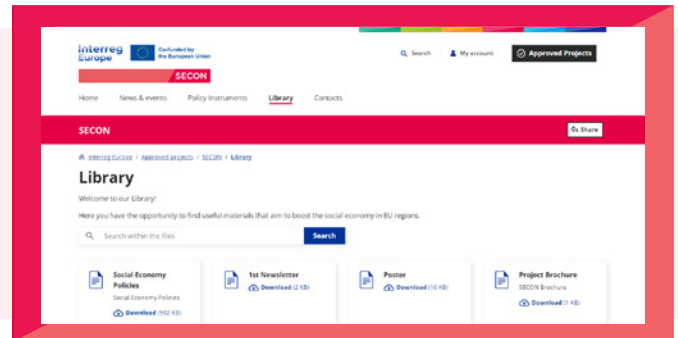 Interreg
Europe
Co-funded by
the European Union
Search
My account
Approved Projects
SECON
Home News & events Policy Instruments Library Contacts
SECON
Share
Interreg Europe / Approved projects / SECON / Library
Library
Welcome to our Library!
Here you have the opportunity to find useful materials that aim to boost the social economy in EU regions.
Search within the files
Search
Social Economy
Policies
Social Economy Policies
Download (992 KB)
1st Newsletter
Download (2 KB)
Poster
Download (16 KB)
Project Brochure
SECON Brochure
Download (1 KB)